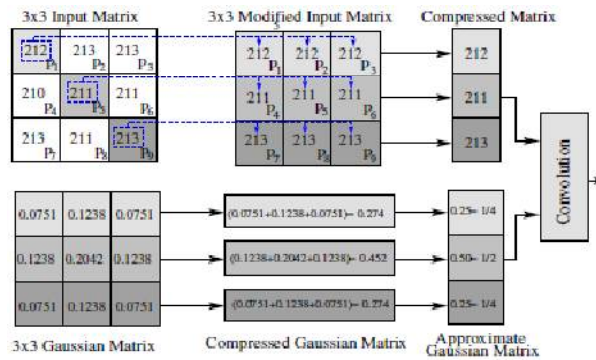 3x3 Input Matrix
3x3 Modified Input Matrix
Compressed Matrix
212 P1 213 P2 213 P3
210 P4 211 P5 211 P6
213 P7 211 P8 213 P9
212 P1 212 P2 212 P3
211 P4 211 P5 211 P6
213 P7 213 P8 213 P9
212
211
213
Convolution
0.0751 0.1238 0.0751
0.1238 0.2042 0.1238
0.0751 0.1238 0.0751
(0.0751+0.1238+0.0751)= 0.274
(0.1238+0.2042+0.1238)= 0.452
(0.0751+0.1238+0.0751)= 0.274
0.25= 1/4
0.50= 1/2
0.25= 1/4
3x3 Gaussian Matrix
Compressed Gaussian Matrix
Approximate
Gaussian Matrix